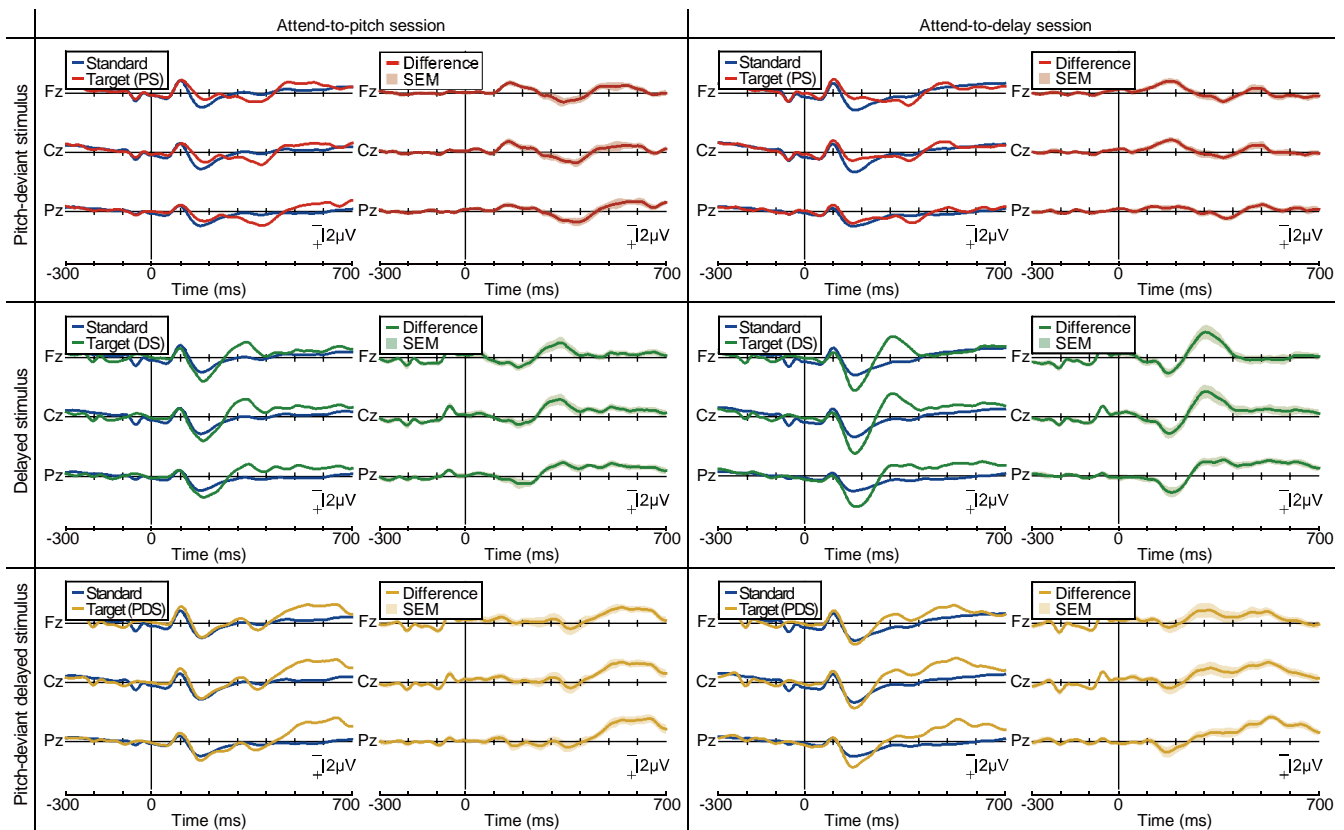 Attend-to-pitch session
Attend-to-delay session
Pitch-deviant stimulus
Standard
Target (PS)
Fz
Cz
Pz
− + 2µV
-300 0 700
Time (ms)
Difference
SEM
Fz
Cz
Pz
− + 2µV
-300 0 700
Time (ms)
Standard
Target (PS)
Fz
Cz
Pz
− + 2µV
-300 0 700
Time (ms)
Difference
SEM
Fz
Cz
Pz
− + 2µV
-300 0 700
Time (ms)
Delayed stimulus
Standard
Target (DS)
Fz
Cz
Pz
− + 2µV
-300 0 700
Time (ms)
Difference
SEM
Fz
Cz
Pz
− + 2µV
-300 0 700
Time (ms)
Standard
Target (DS)
Fz
Cz
Pz
− + 2µV
-300 0 700
Time (ms)
Difference
SEM
Fz
Cz
Pz
− + 2µV
-300 0 700
Time (ms)
Pitch-deviant delayed stimulus
Standard
Target (PDS)
Fz
Cz
Pz
− + 2µV
-300 0 700
Time (ms)
Difference
SEM
Fz
Cz
Pz
− + 2µV
-300 0 700
Time (ms)
Standard
Target (PDS)
Fz
Cz
Pz
− + 2µV
-300 0 700
Time (ms)
Difference
SEM
Fz
Cz
Pz
− + 2µV
-300 0 700
Time (ms)